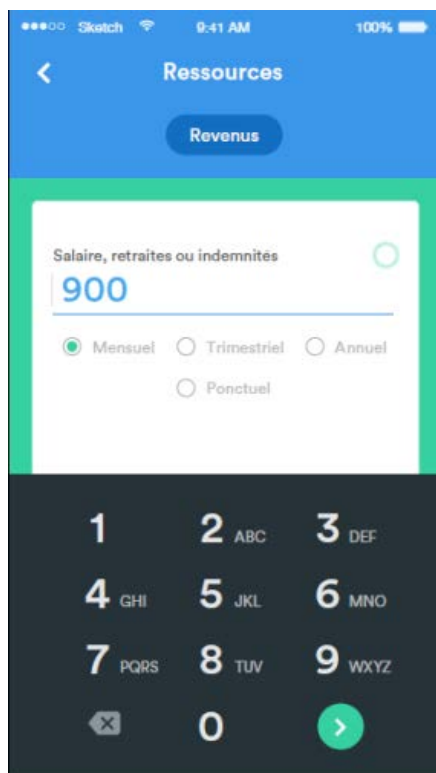 Sketch 9:41 AM 100%
Ressources
Revenus
Salaire, retraites ou indemnités
900
Mensuel Trimestriel Annuel
Ponctuel
1 2 ABC 3 DEF
4 GHI 5 JKL 6 MNO
7 PQRS 8 TUV 9 WXYZ
0